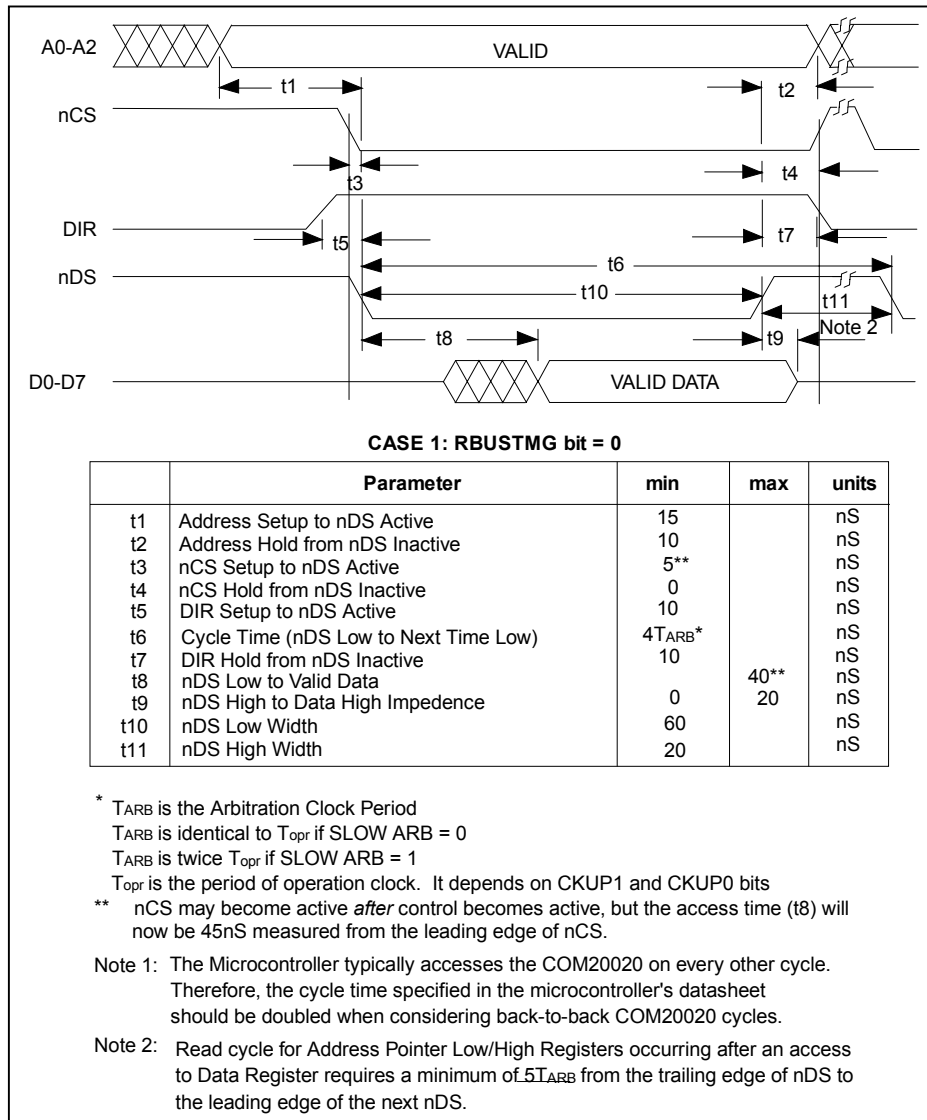 A0-A2
VALID
t1
t2
nCS
t3
t4
DIR
t5
t7
t6
nDS
t10
t11
Note 2
t8
t9
D0-D7
VALID DATA
CASE 1: RBUSTMG bit = 0
Parameter min max units
t1 Address Setup to nDS Active 15 nS
t2 Address Hold from nDS Inactive 10 nS
t3 nCS Setup to nDS Active 5** nS
t4 nCS Hold from nDS Inactive 0 nS
t5 DIR Setup to nDS Active 10 nS
t6 Cycle Time (nDS Low to Next Time Low) 4TARB* nS
t7 DIR Hold from nDS Inactive 10 nS
t8 nDS Low to Valid Data 40** nS
t9 nDS High to Data High Impedence 0 20 nS
t10 nDS Low Width 60 nS
t11 nDS High Width 20 nS
* TARB is the Arbitration Clock Period
TARB is identical to Topr if SLOW ARB = 0
TARB is twice Topr if SLOW ARB = 1
Topr is the period of operation clock. It depends on CKUP1 and CKUP0 bits
** nCS may become active after control becomes active, but the access time (t8) will
now be 45nS measured from the leading edge of nCS.
Note 1: The Microcontroller typically accesses the COM20020 on every other cycle.
Therefore, the cycle time specified in the microcontroller's datasheet
should be doubled when considering back-to-back COM20020 cycles.
Note 2: Read cycle for Address Pointer Low/High Registers occurring after an access
to Data Register requires a minimum of 5TARB from the trailing edge of nDS to
the leading edge of the next nDS.